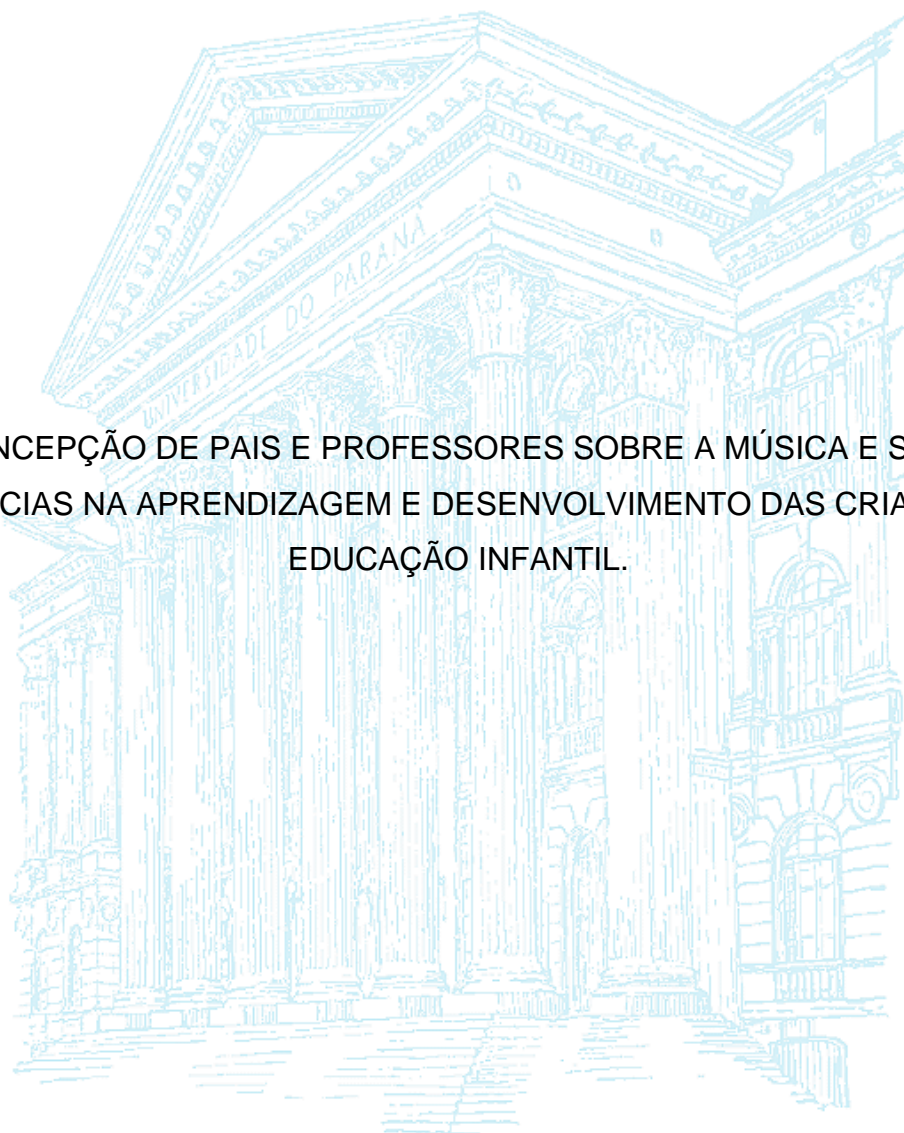 UNIVERSIDADE DO PARANÁ
NCEPÇÃO DE PAIS E PROFESSORES SOBRE A MÚSICA E S
CIAS NA APRENDIZAGEM E DESENVOLVIMENTO DAS CRIA
EDUCAÇÃO INFANTIL.